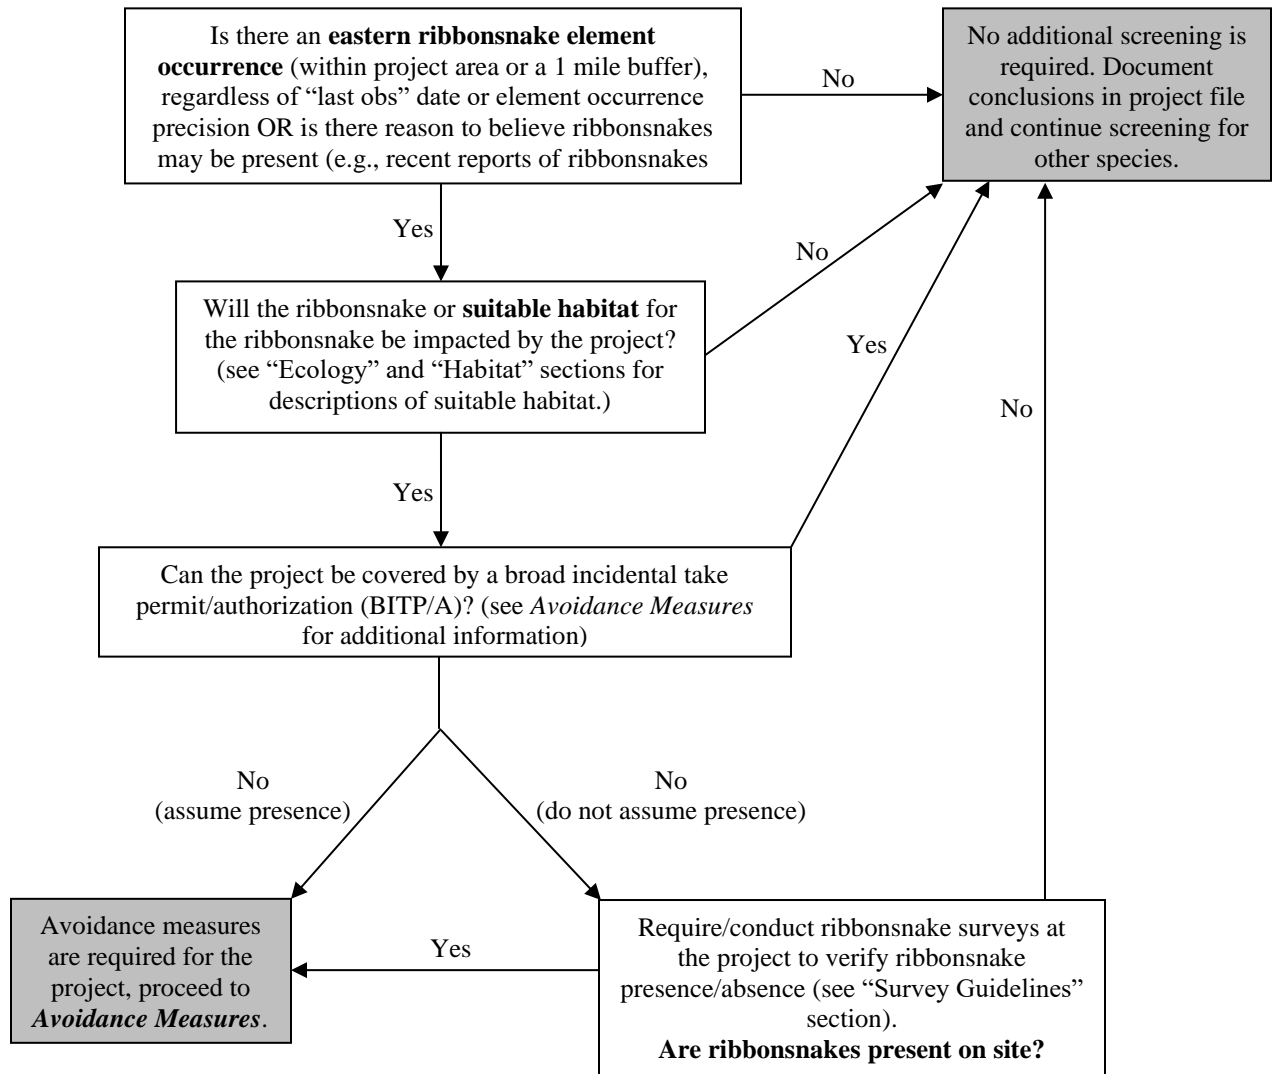 Is there an eastern ribbonsnake element
occurrence (within project area or a 1 mile buffer),
regardless of “last obs” date or element occurrence
precision OR is there reason to believe ribbonsnakes
may be present (e.g., recent reports of ribbonsnakes
No
No additional screening is
required. Document
conclusions in project file
and continue screening for
other species.
Yes
No
Will the ribbonsnake or suitable habitat for
the ribbonsnake be impacted by the project?
(see “Ecology” and “Habitat” sections for
descriptions of suitable habitat.)
Yes
No
Yes
Can the project be covered by a broad incidental take
permit/authorization (BITP/A)? (see Avoidance Measures
for additional information)
No
(assume presence)
No
(do not assume presence)
Avoidance measures
are required for the
project, proceed to
Avoidance Measures.
Yes
Require/conduct ribbonsnake surveys at
the project to verify ribbonsnake
presence/absence (see “Survey Guidelines”
section).
Are ribbonsnakes present on site?